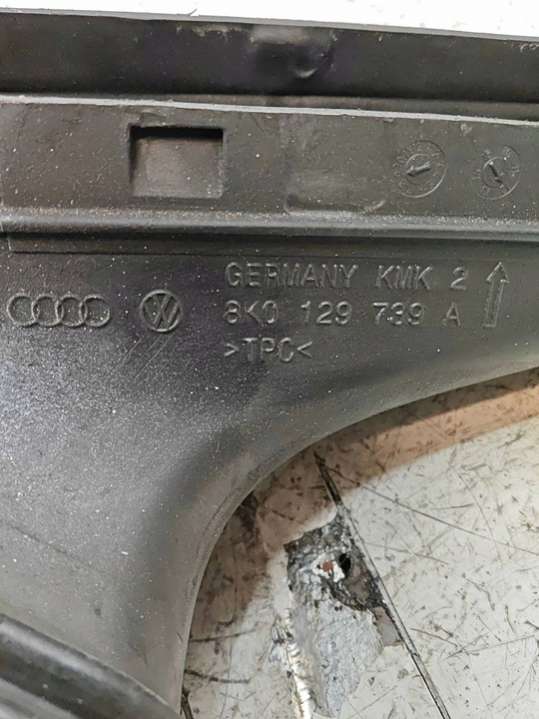 GERMANY KMK 2
8K0 129 739 A
>TPC<